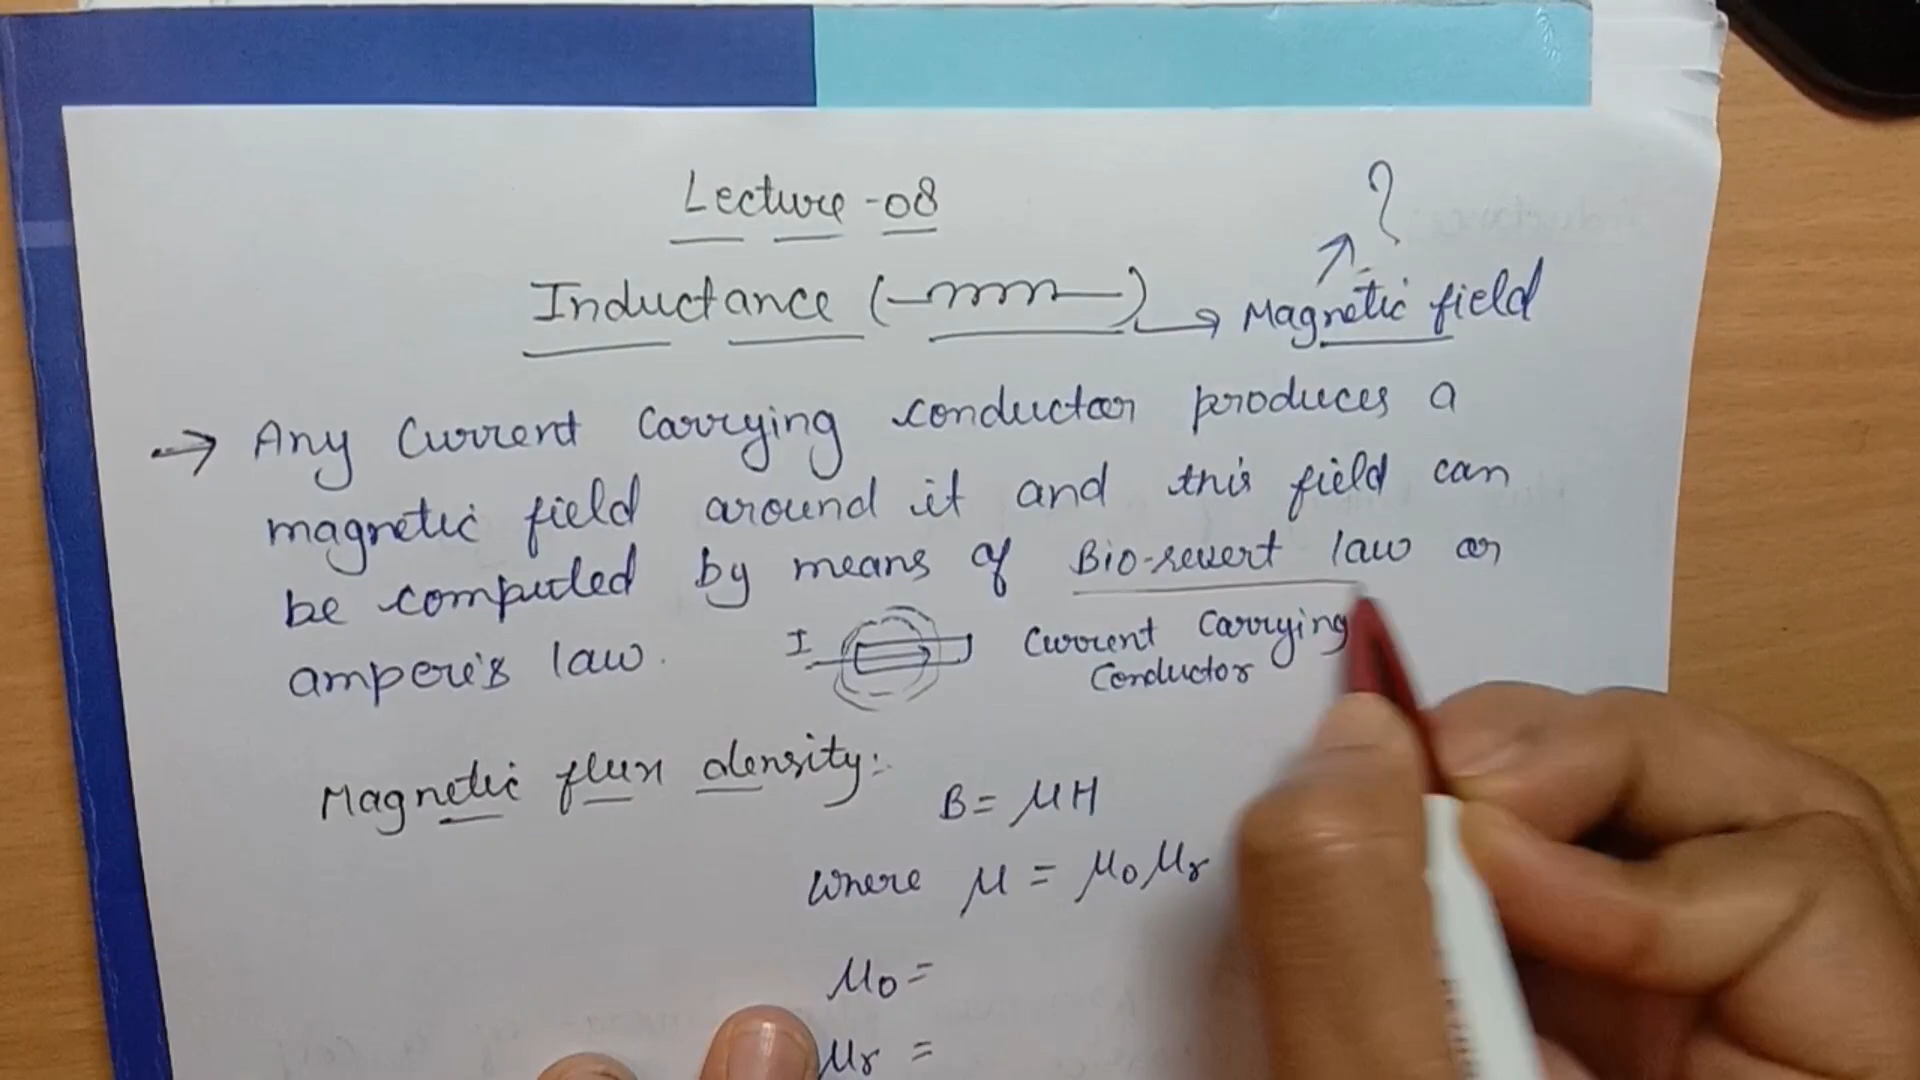 Lecture-08
?
Inductance ( ) → Magnetic field
→ Any Current Carrying conductor produces a
magnetic field around it and this field can
be computed by means of Bio-severt law or
ampere's law.
I
Current Carrying
Conductor
Magnetic flux density:
B = μH
where μ = μ0 μr
μ0 =
μr =